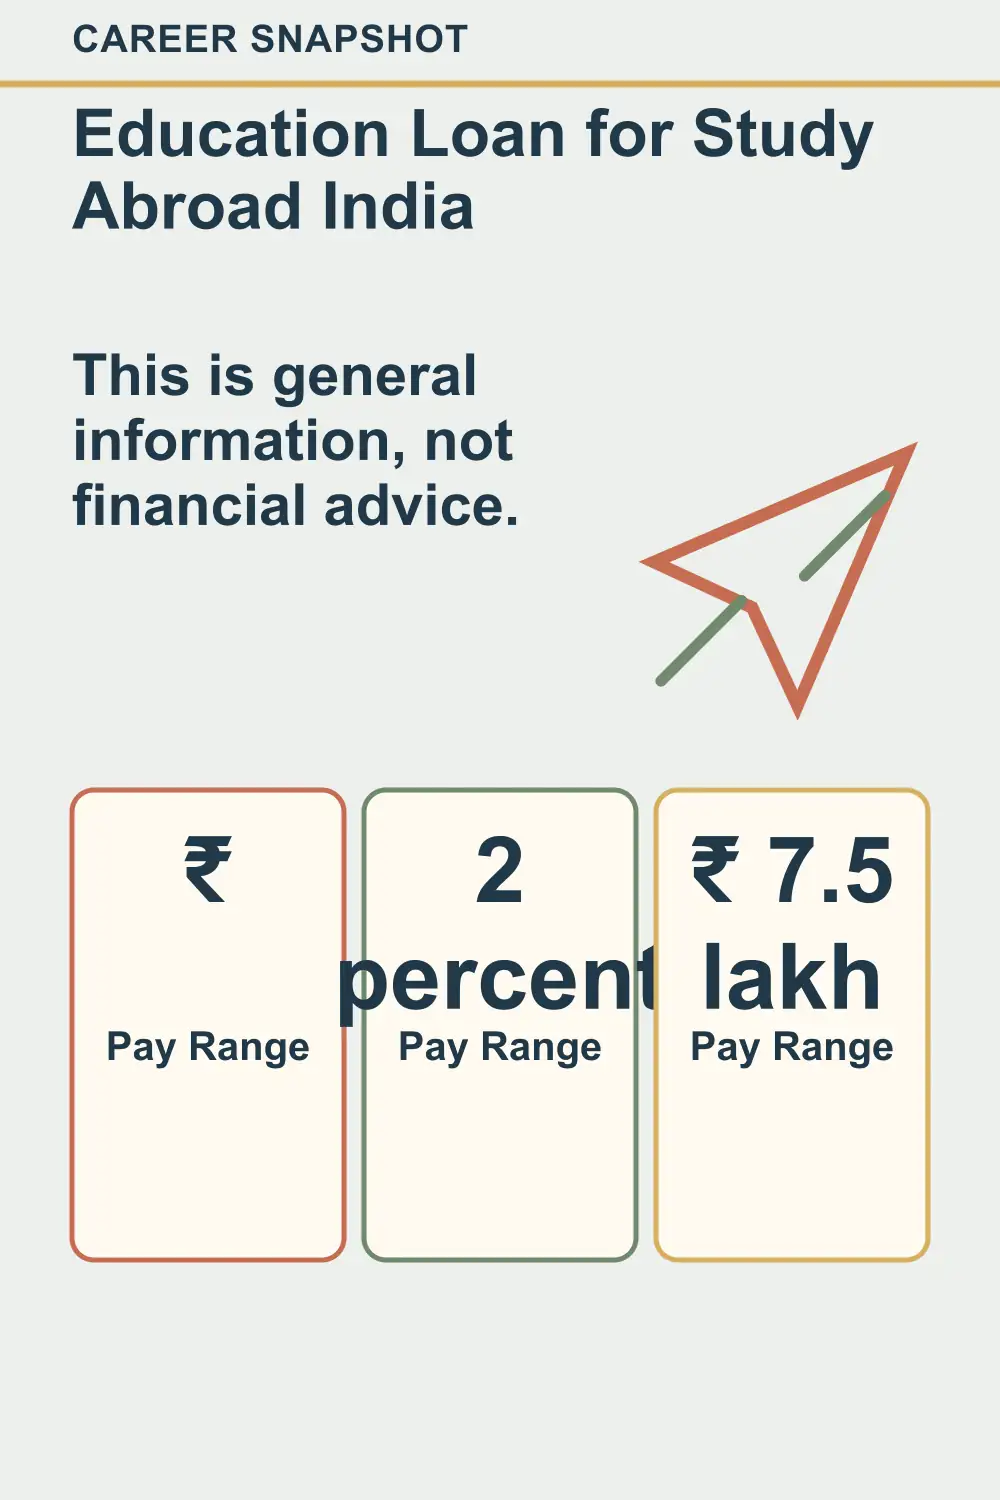 CAREER SNAPSHOT
Education Loan for Study
Abroad India
This is general
information, not
financial advice.
₹
Pay Range
2
percent
Pay Range
₹ 7.5
lakh
Pay Range